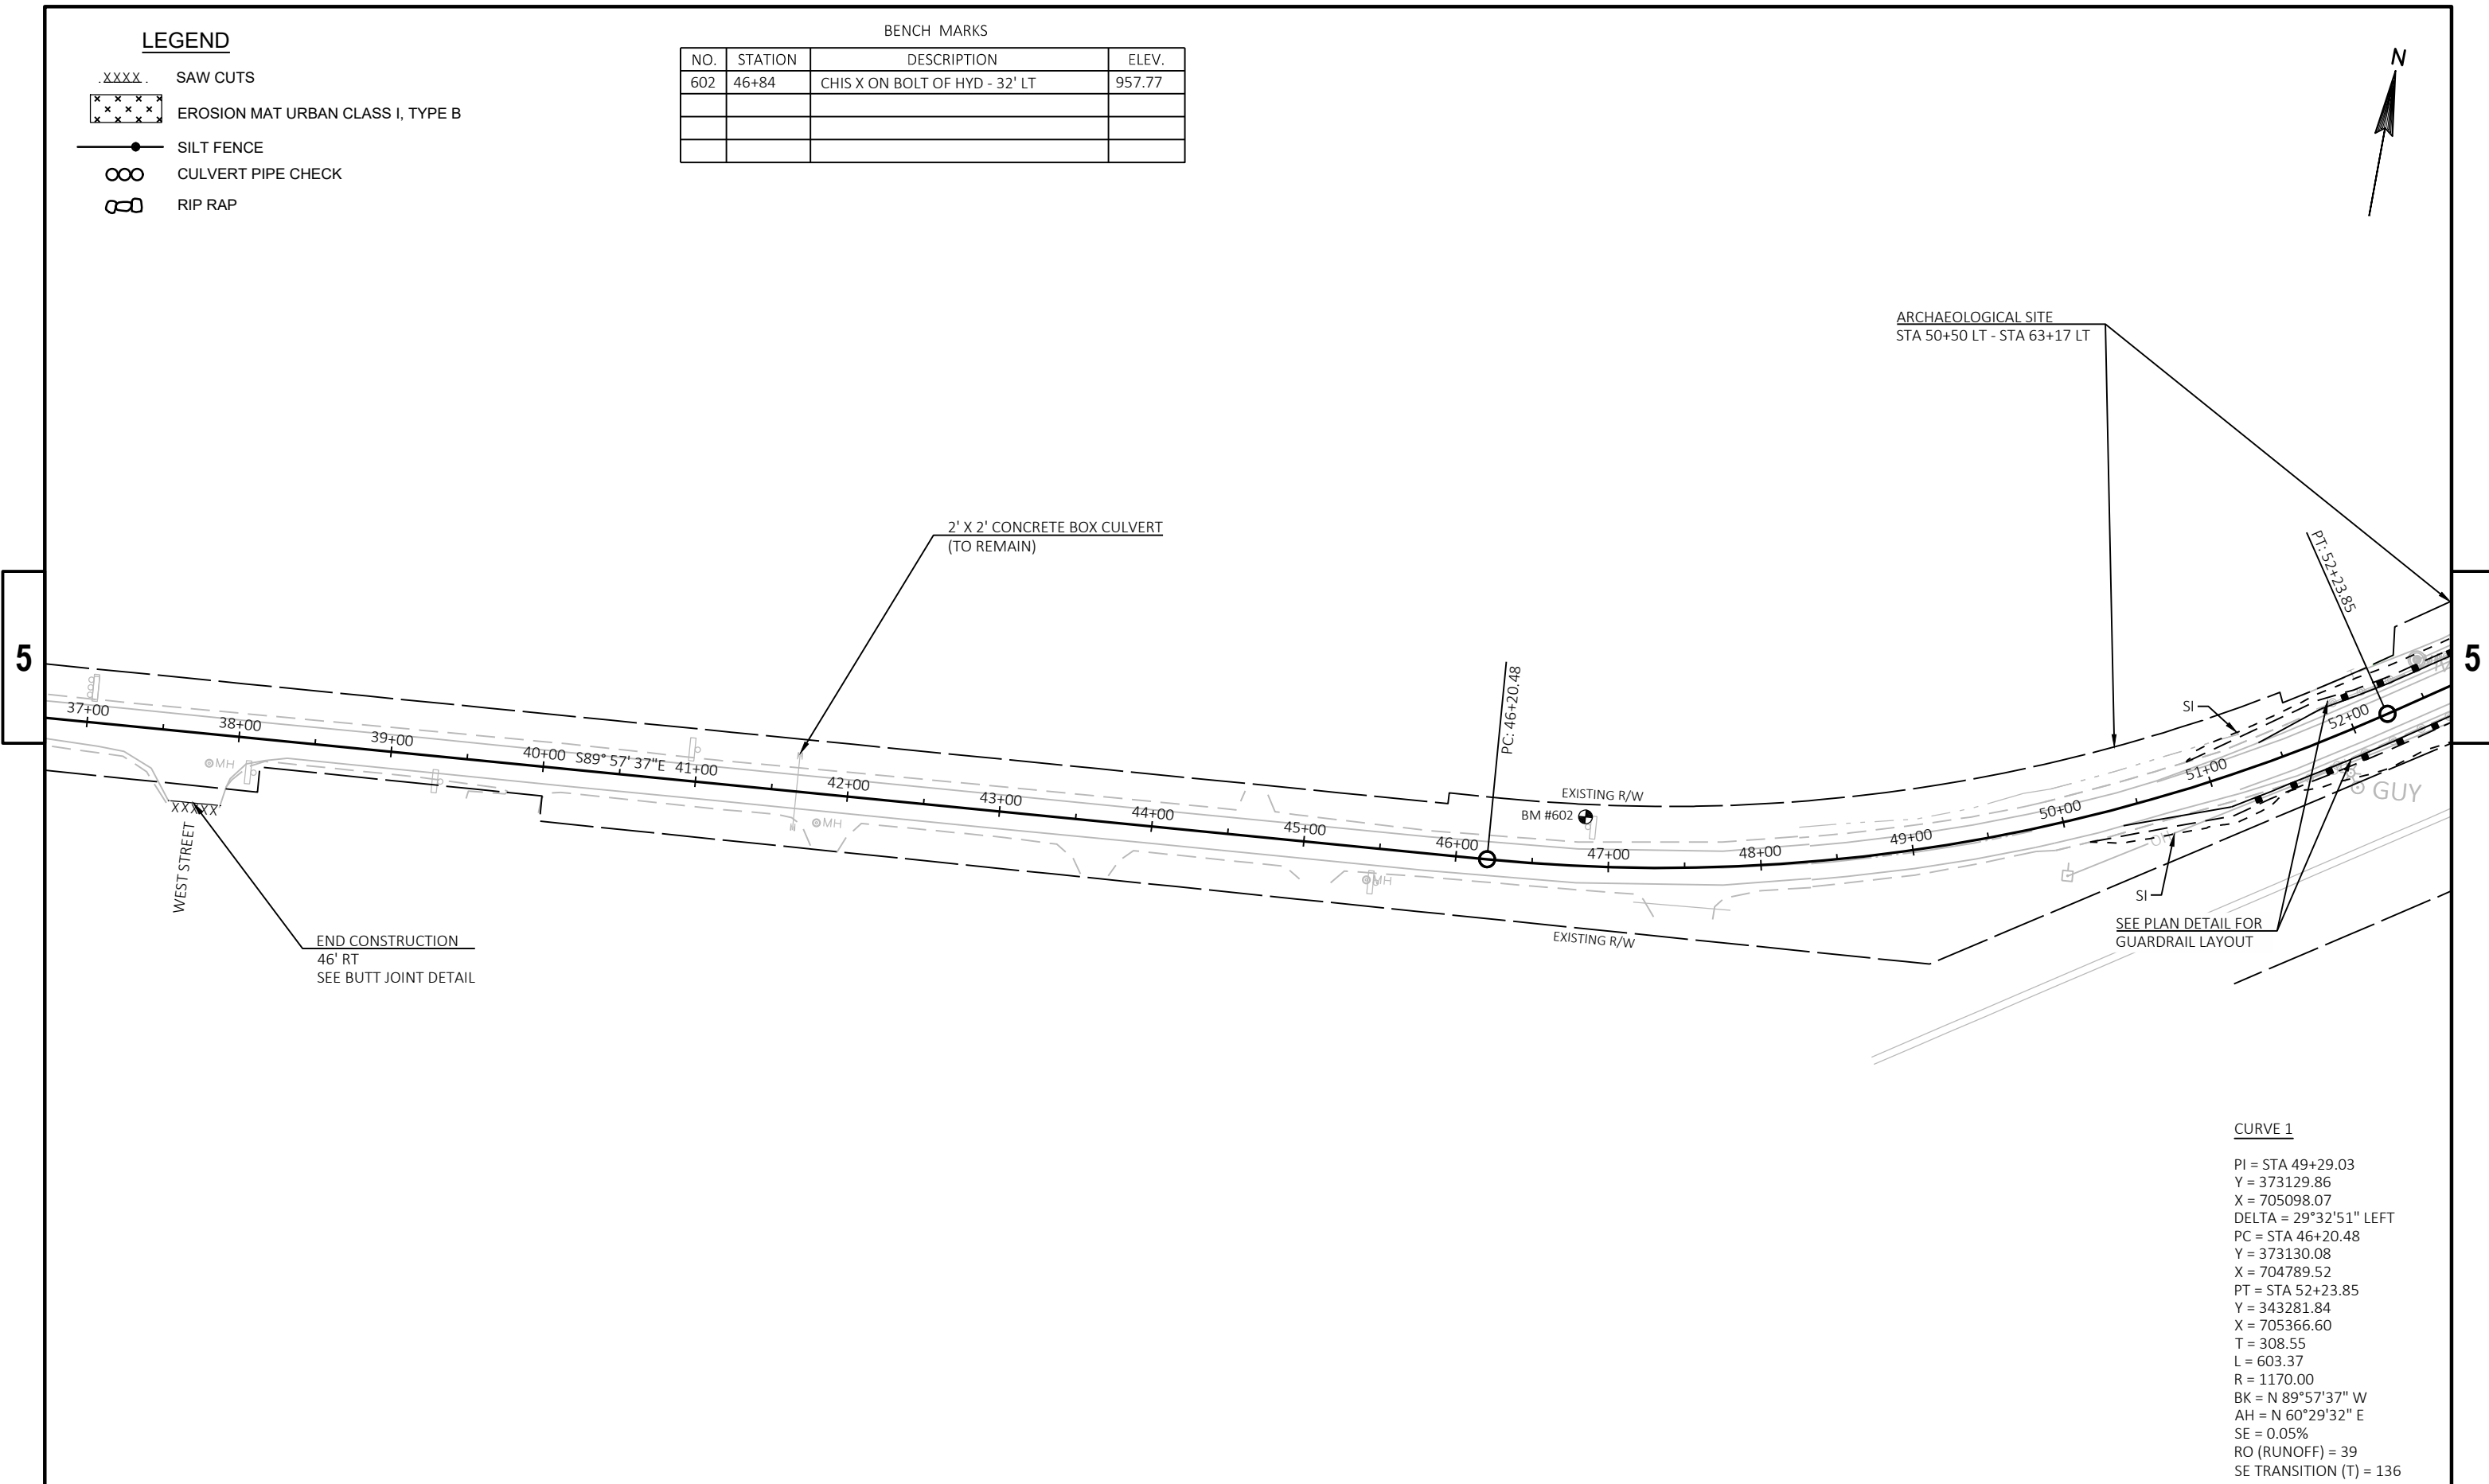 LEGEND
XXXX SAW CUTS
EROSION MAT URBAN CLASS I, TYPE B
SILT FENCE
CULVERT PIPE CHECK
RIP RAP
BENCH MARKS
NO. STATION DESCRIPTION ELEV.
602 46+84 CHIS X ON BOLT OF HYD - 32' LT 957.77
N
ARCHAEOLOGICAL SITE
STA 50+50 LT - STA 63+17 LT
2' X 2' CONCRETE BOX CULVERT
(TO REMAIN)
PT: 52+23.85
PC: 46+20.48
5
5
37+00
38+00
39+00
40+00
S89° 57' 37"E
41+00
42+00
43+00
44+00
45+00
46+00
47+00
48+00
49+00
50+00
51+00
52+00
EXISTING R/W
BM #602
SI
MH
MH
MH
GUY
XXXXX
WEST STREET
SI
EXISTING R/W
SEE PLAN DETAIL FOR
GUARDRAIL LAYOUT
END CONSTRUCTION
46' RT
SEE BUTT JOINT DETAIL
CURVE 1
PI = STA 49+29.03
Y = 373129.86
X = 705098.07
DELTA = 29°32'51" LEFT
PC = STA 46+20.48
Y = 373130.08
X = 704789.52
PT = STA 52+23.85
Y = 343281.84
X = 705366.60
T = 308.55
L = 603.37
R = 1170.00
BK = N 89°57'37" W
AH = N 60°29'32" E
SE = 0.05%
RO (RUNOFF) = 39
SE TRANSITION (T) = 136